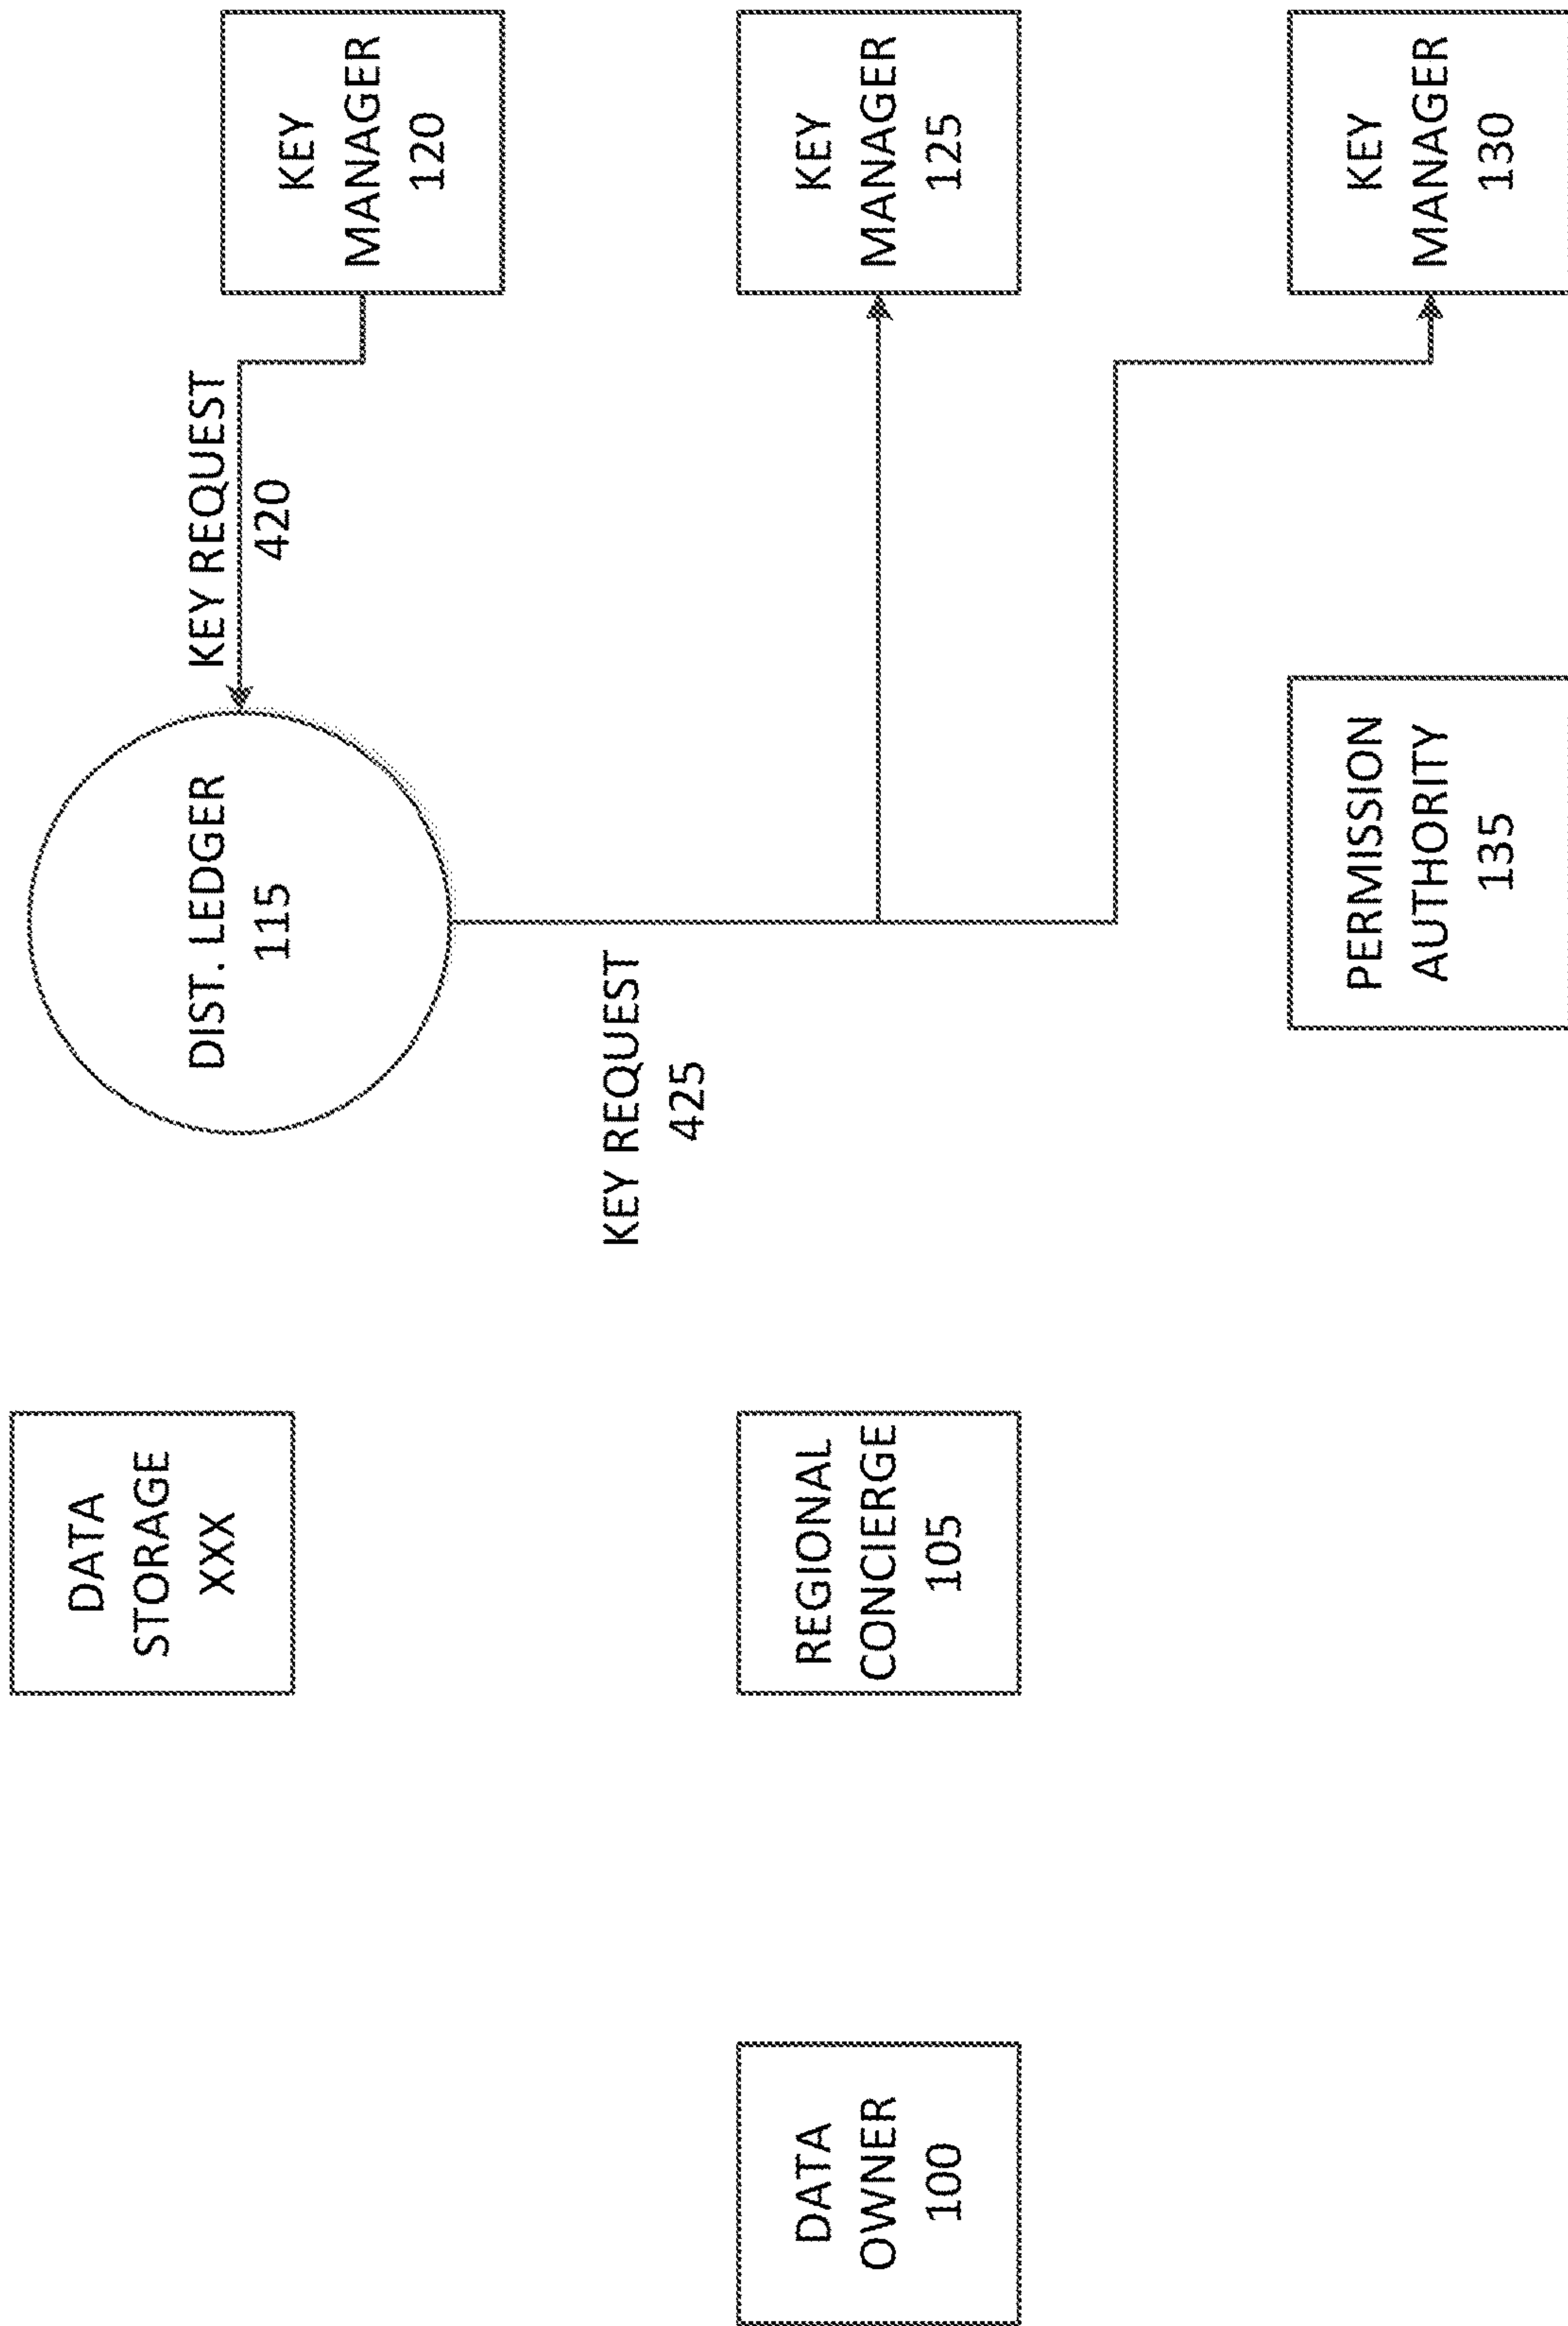 DATA
STORAGE
XXX
DIST. LEDGER
115
KEY REQUEST
420
KEY
MANAGER
120
KEY REQUEST
425
DATA
OWNER
100
REGIONAL
CONCIERGE
105
KEY
MANAGER
125
PERMISSION
AUTHORITY
135
KEY
MANAGER
130